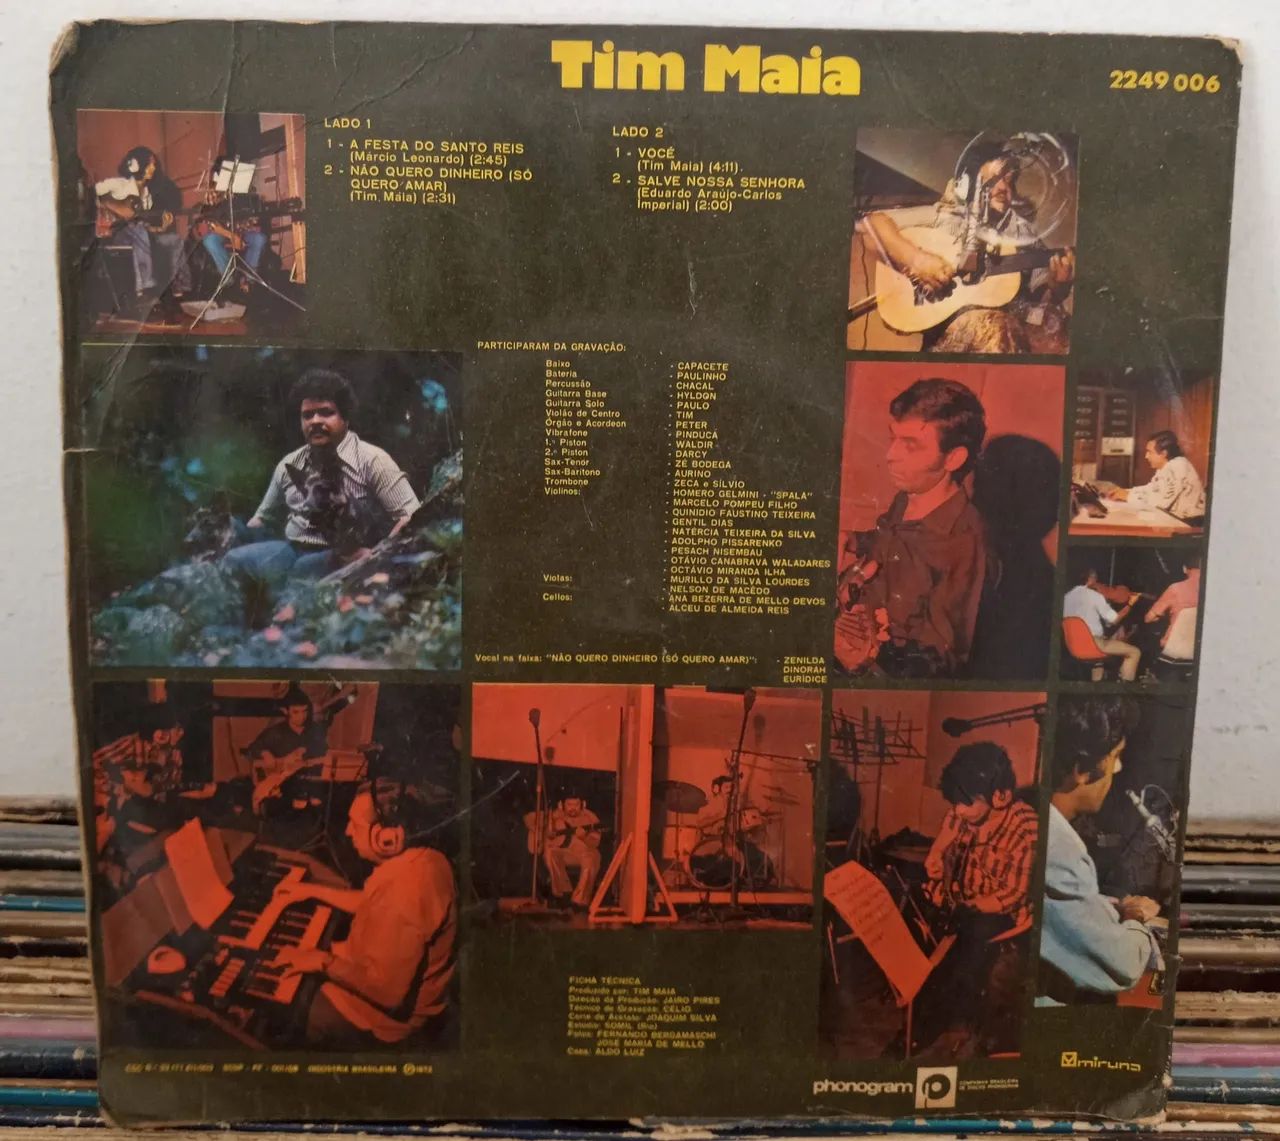 Tim Maia
2249 006
LADO 1
1 - A FESTA DO SANTO REIS
(Márcio Leonardo) (2:45)
2 - NÃO QUERO DINHEIRO (SÓ
QUERO AMAR)
(Tim Maia) (2:31)
LADO 2
1 - VOCÊ
(Tim Maia) (4:11).
2 - SALVE NOSSA SENHORA
(Eduardo Araújo-Carlos
Imperial) (2:00)
PARTICIPARAM DA GRAVAÇÃO:
Baixo - CAPACETE
Bateria - PAULINHO
Percussão - CHACAL
Guitarra Base - HYLDON
Guitarra Solo - PAULO
Violão de Centro - TIM
Órgão e Acordeon - PETER
Vibrafone - PINDUCA
1.º Piston - WALDIR
2.º Piston - DARCY
Sax-Tenor - ZÉ BODEGA
Sax-Barítono - AURINO
Trombone - ZECA e SÍLVIO
Violinos: - HOMERO GELMINI - "SPALA"
- MARCELO POMPEU FILHO
QUINIDIO FAUSTINO TEIXEIRA
- GENTIL DIAS
- NATÉRCIA TEIXEIRA DA SILVA
- ADOLPHO PISSARENKO
- PESACH NISEMBAU
- OTÁVIO CANABRAVA WALADARES
- OCTÁVIO MIRANDA ILHA
Violas: - MURILLO DA SILVA LOURDES
- NELSON DE MACÊDO
Cellos: - ANA BEZERRA DE MELLO DEVOS
- ALCEU DE ALMEIDA REIS
Vocal na faixa: "NÃO QUERO DINHEIRO (SÓ QUERO AMAR)": - ZENILDA
DINORAH
EURÍDICE
FICHA TÉCNICA
Produzido por: TIM MAIA
Direção da Produção: JAIRO PIRES
Técnico de Gravação: CÉLIO
Corte de Acetato: JOAQUIM SILVA
Estúdio: SOMIL (Rio)
Fotos: FERNANDO BERGAMASCHI
JOSÉ MARIA DE MELLO
Capa: ALDO LUIZ
INDÚSTRIA BRASILEIRA
phonogram
COMPANHIA BRASILEIRA
DE DISCOS PHONOGRAM
miruna